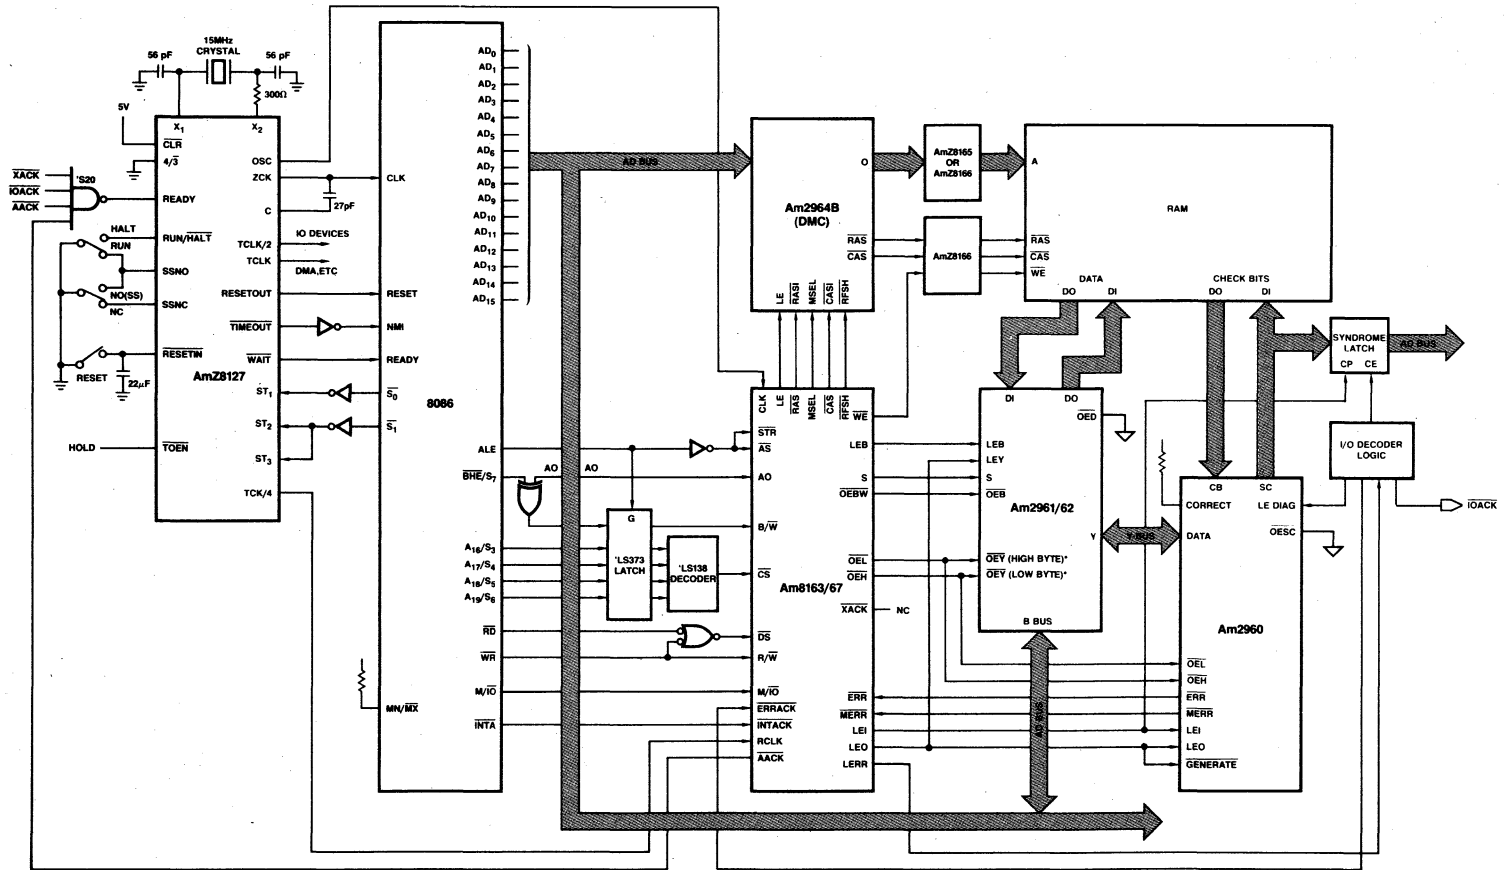 15MHz
CRYSTAL
56 pF
56 pF
300Ω
5V
X1
X2
CLR
4/3
XACK
IOACK
AACK
'S20
READY
HALT
RUN
RUN/HALT
SSNO
NO(SS)
NC
SSNC
RESETIN
RESET
22μF
AmZ8127
HOLD
TOEN
OSC
ZCK
C
27pF
IO DEVICES
TCLK/2
TCLK
DMA,ETC
RESETOUT
TIMEOUT
WAIT
ST1
ST2
ST3
TCK/4
CLK
RESET
NMI
READY
S0
S1
8086
MN/MX
AD0
AD1
AD2
AD3
AD4
AD5
AD6
AD7
AD8
AD9
AD10
AD11
AD12
AD13
AD14
AD15
ALE
BHE/S7
A16/S3
A17/S4
A18/S5
A19/S6
RD
WR
M/IO
INTA
AD BUS
AO
AO
G
'LS373
LATCH
'LS138
DECODER
Am2964B
(DMC)
O
RAS
CAS
LE
RASI
MSEL
CASI
RFSH
AmZ8165
OR
AmZ8166
AmZ8166
A
RAM
RAS
CAS
WE
DATA
DO
DI
CHECK BITS
DO
DI
CLK
LE
RAS
MSEL
CAS
RFSH
WE
STR
AS
AO
B/W
CS
DS
R/W
M/IO
ERRACK
INTACK
RCLK
AACK
Am8163/67
LEB
S
OEBW
OEL
OEH
XACK
NC
ERR
MERR
LEI
LEO
LERR
DI
DO
OED
LEB
LEY
S
OEB
Am2961/62
Y
OEY (HIGH BYTE)*
OEY (LOW BYTE)*
B BUS
AD BUS
Y-BUS
SYNDROME
LATCH
CP
CE
AD BUS
I/O DECODER
LOGIC
IOACK
CB
SC
CORRECT
LE DIAG
DATA
OESC
Am2960
OEL
OEH
ERR
MERR
LEI
LEO
GENERATE